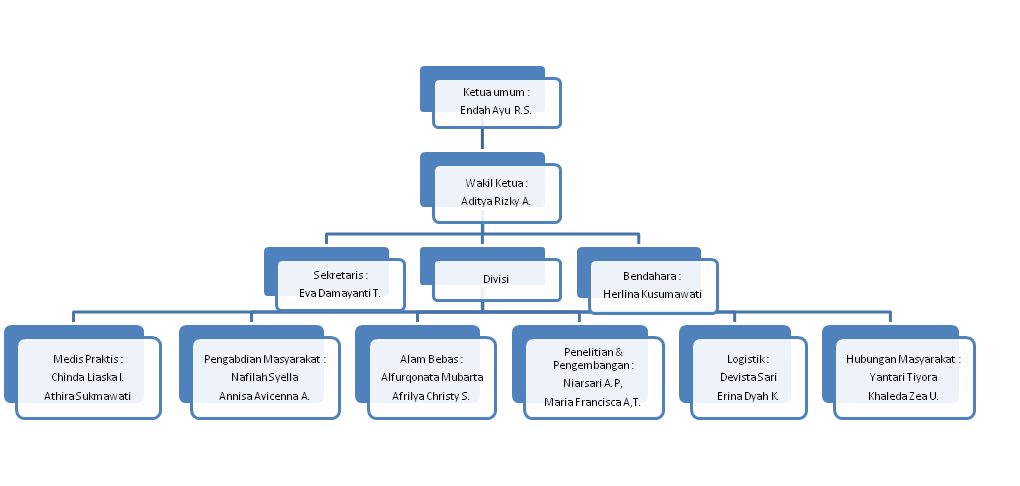 Ketua umum :
Endah Ayu R.S.
Wakil Ketua :
Aditya Rizky A.
Sekretaris :
Eva Damayanti T.
Divisi
Bendahara :
Herlina Kusumawati
Medis Praktis :
Chinda Liaska I.
Athira Sukmawati
Pengabdian Masyarakat :
Nafilah Syella
Annisa Avicenna A.
Alam Bebas :
Alfurqonata Mubarta
Afrilya Christy S.
Penelitian &
Pengembangan :
Niarsari A.P,
Maria Francisca A,T.
Logistik :
Devista Sari
Erina Dyah K.
Hubungan Masyarakat :
Yantari Tiyora
Khaleda Zea U.